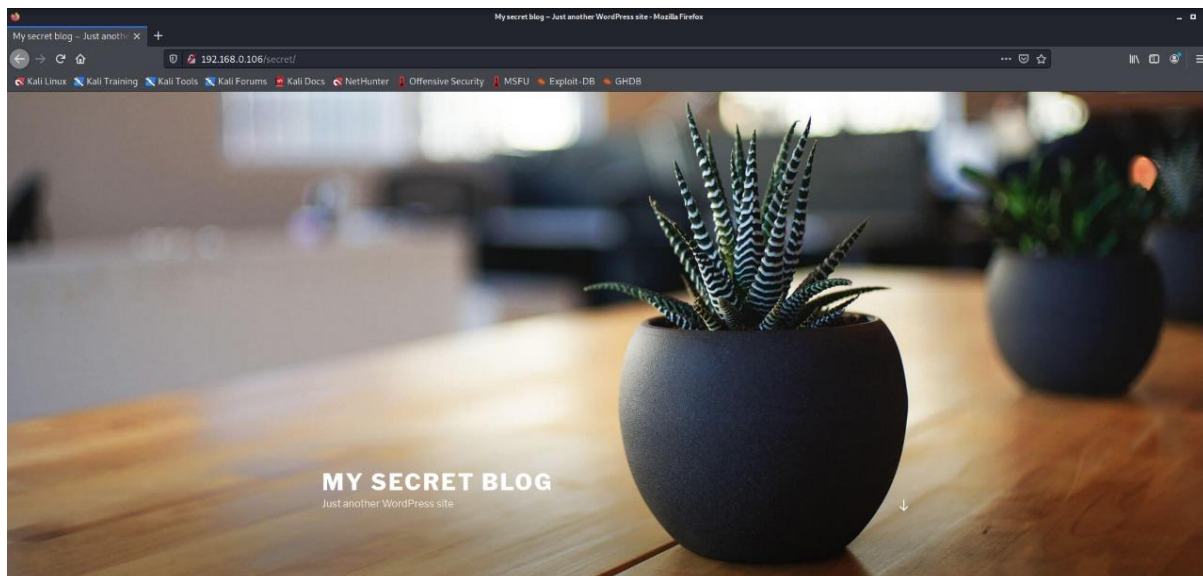 My secret blog – Just another WordPress site - Mozilla Firefox
My secret blog – Just anothe
192.168.0.106/secret/
Kali Linux Kali Training Kali Tools Kali Forums Kali Docs NetHunter Offensive Security MSFU Exploit-DB GHDB
MY SECRET BLOG
Just another WordPress site